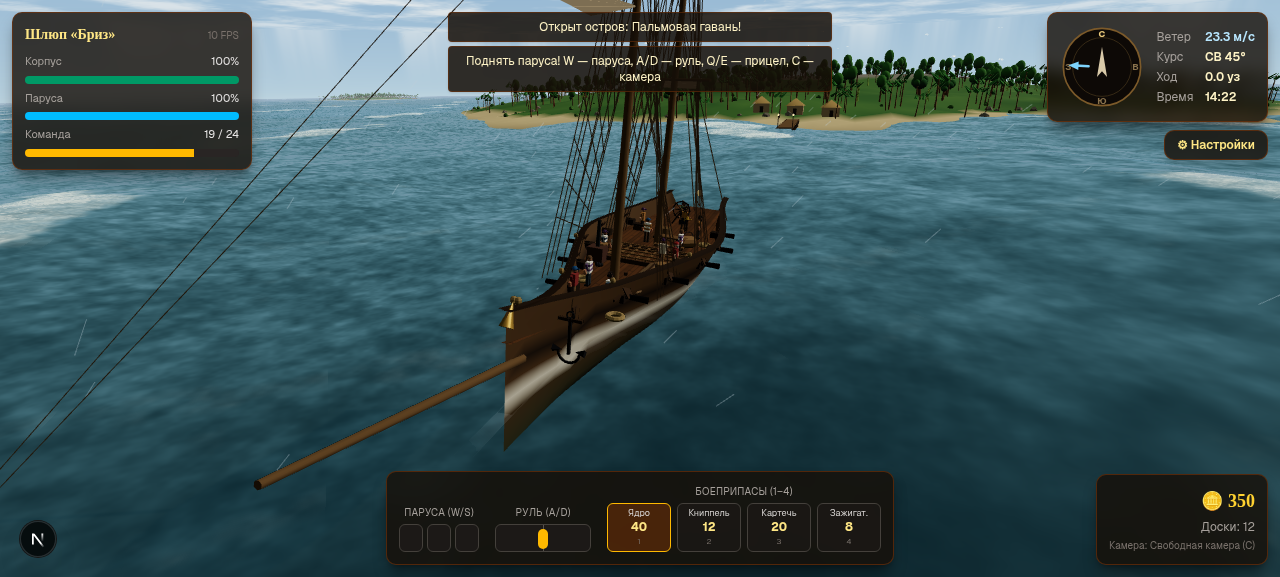 Шлюп «Бриз»
10 FPS
Корпус
100%
Паруса
100%
Команда
19 / 24
Открыт остров: Пальмовая гавань!
Поднять паруса! W — паруса, A/D — руль, Q/E — прицел, C —
камера
С
В
Ю
З
Ветер
23.3 м/с
Курс
СВ 45°
Ход
0.0 уз
Время
14:22
⚙ Настройки
ПАРУСА (W/S)
РУЛЬ (A/D)
БОЕПРИПАСЫ (1–4)
Ядро
40
1
Книппель
12
2
Картечь
20
3
Зажигат.
8
4
350
Доски: 12
Камера: Свободная камера (C)
N